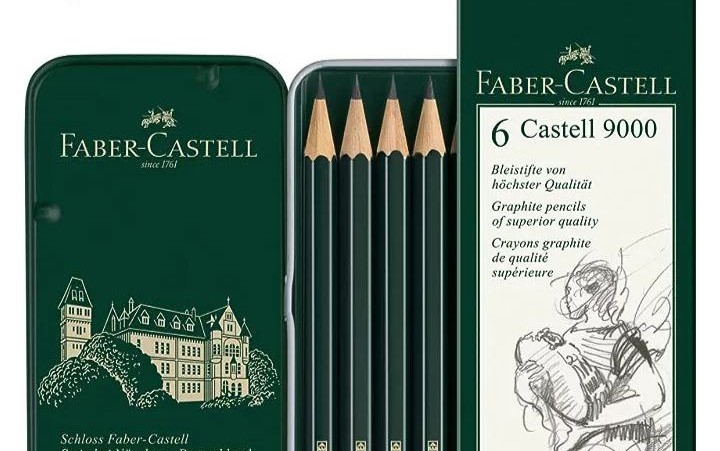 FABER-CASTELL
since 1761
Schloss Faber-Castell
FABER-CASTELL
since 1761
6 Castell 9000
Bleistifte von
höchster Qualität
Graphite pencils
of superior quality
Crayons graphite
de qualité
supérieure